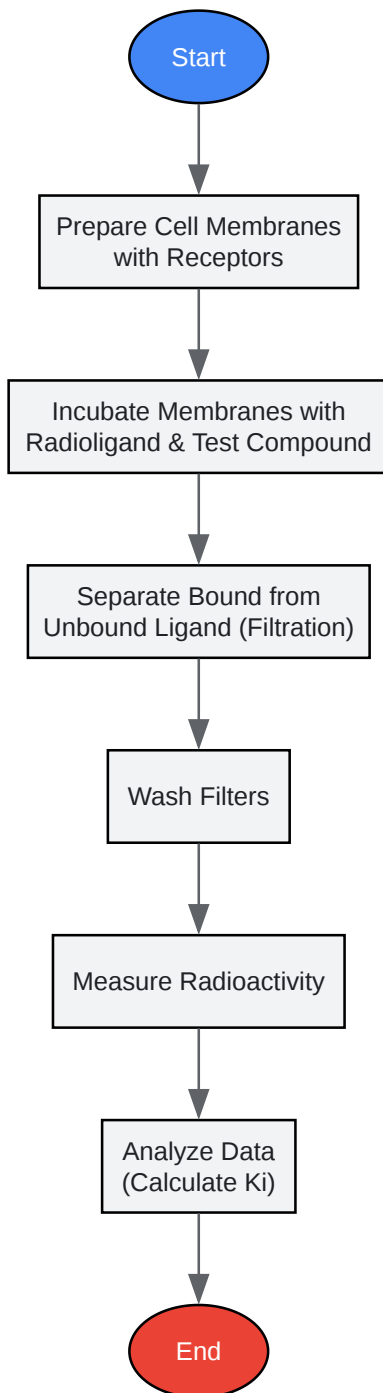 Start
Prepare Cell Membranes
with Receptors
Incubate Membranes with
Radioligand & Test Compound
Separate Bound from
Unbound Ligand (Filtration)
Wash Filters
Measure Radioactivity
Analyze Data
(Calculate Ki)
End